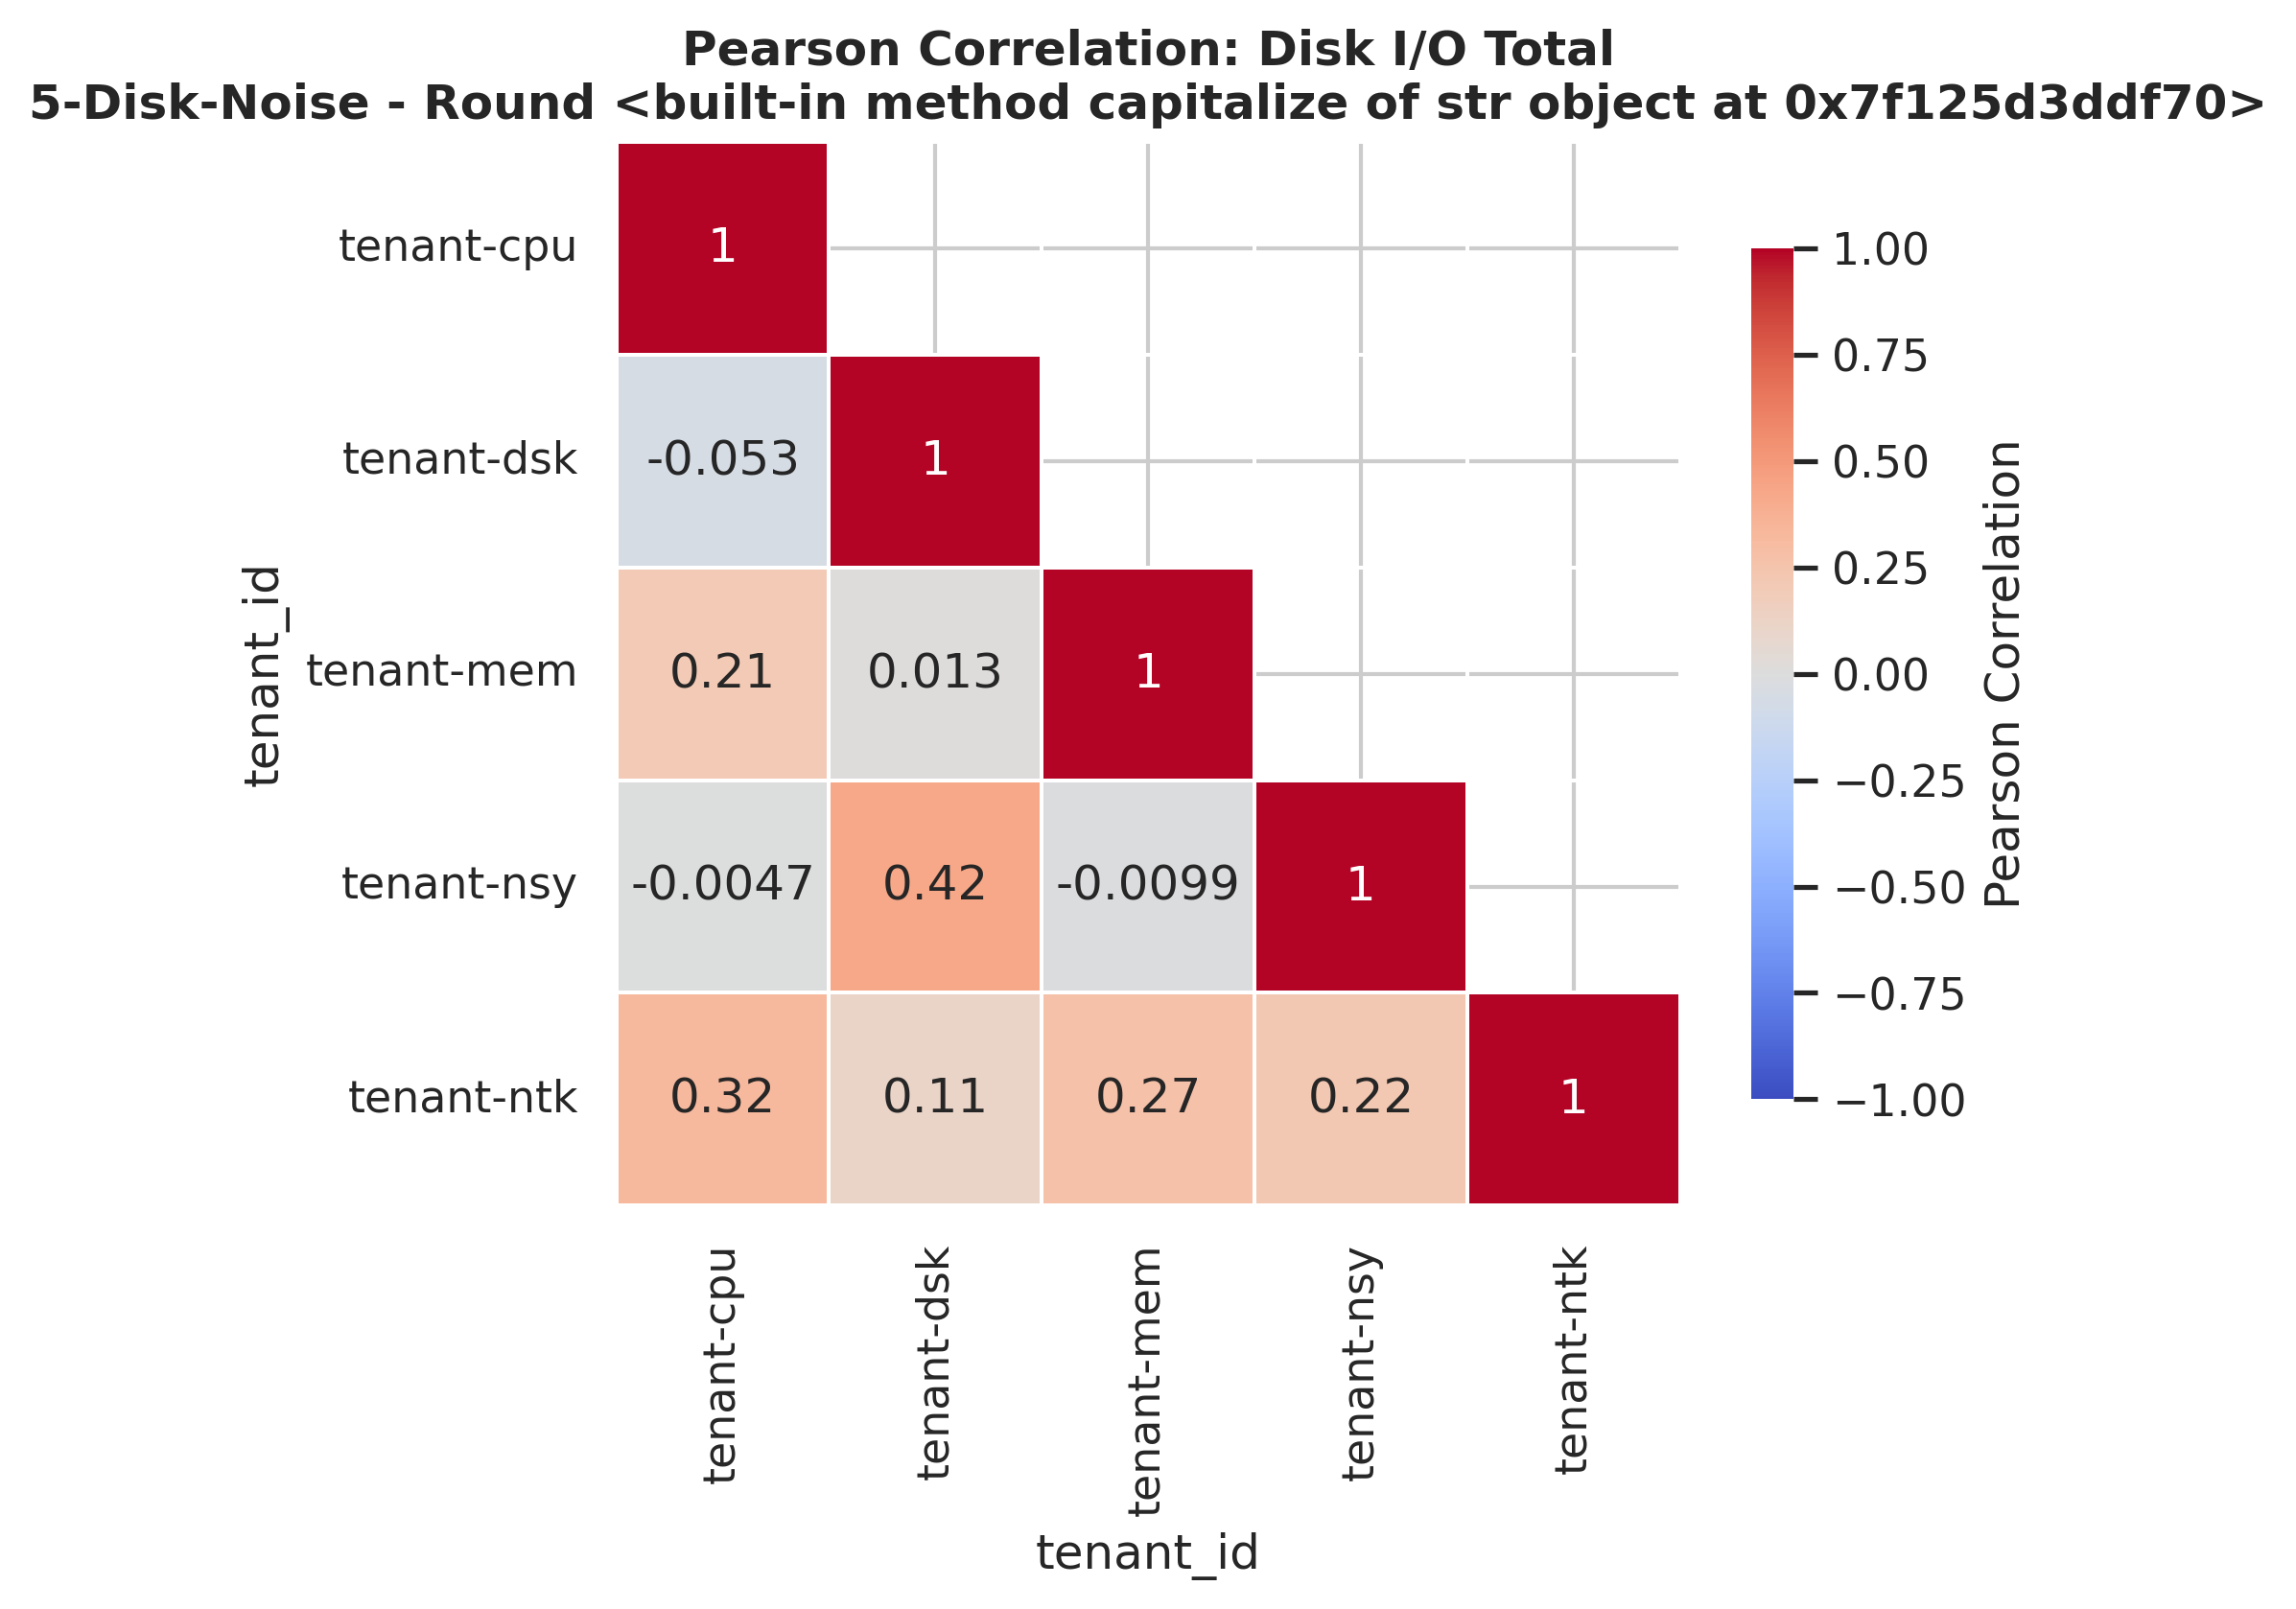 Pearson Correlation: Disk I/O Total
5-Disk-Noise - Round <built-in method capitalize of str object at 0x7f125d3ddf70>
tenant_id
tenant-cpu
1
tenant-dsk
-0.053
1
tenant-mem
0.21
0.013
1
tenant-nsy
-0.0047
0.42
-0.0099
1
tenant-ntk
0.32
0.11
0.27
0.22
1
tenant-cpu
tenant-dsk
tenant-mem
tenant-nsy
tenant-ntk
tenant_id
1.00
0.75
0.50
0.25
0.00
−0.25
−0.50
−0.75
−1.00
Pearson Correlation